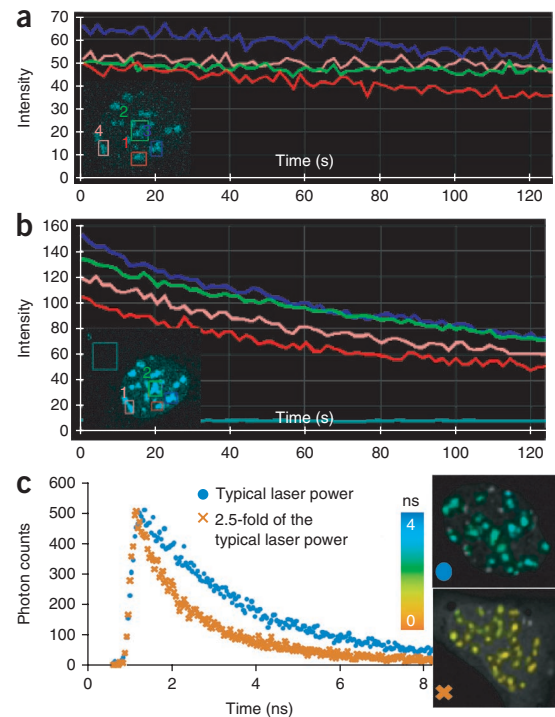 a
70
60
50
40
30
20
10
0
Intensity
2
4
1
Time (s)
0 20 40 60 80 100 120
b
160
140
120
100
80
60
40
20
0
Intensity
5
2
1
Time (s)
0 20 40 60 80 100 120
c
600
500
400
300
200
100
0
Photon counts
Typical laser power
2.5-fold of the
typical laser power
ns
4
0
0 2 4 6 8
Time (ns)